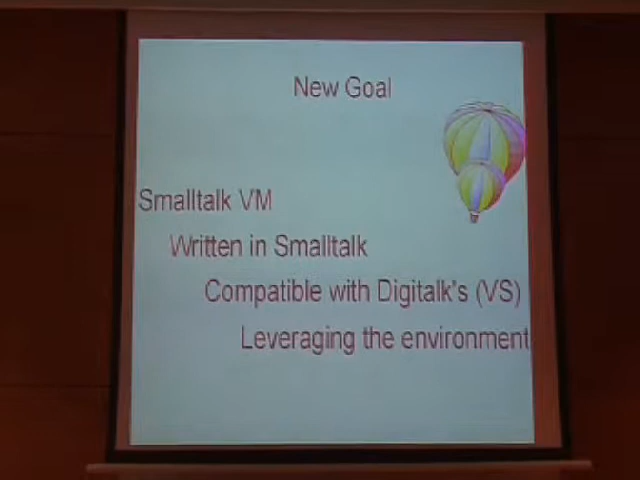 New Goal
Smalltalk VM
Written in Smalltalk
Compatible with Digitalk's (VS)
Leveraging the environment